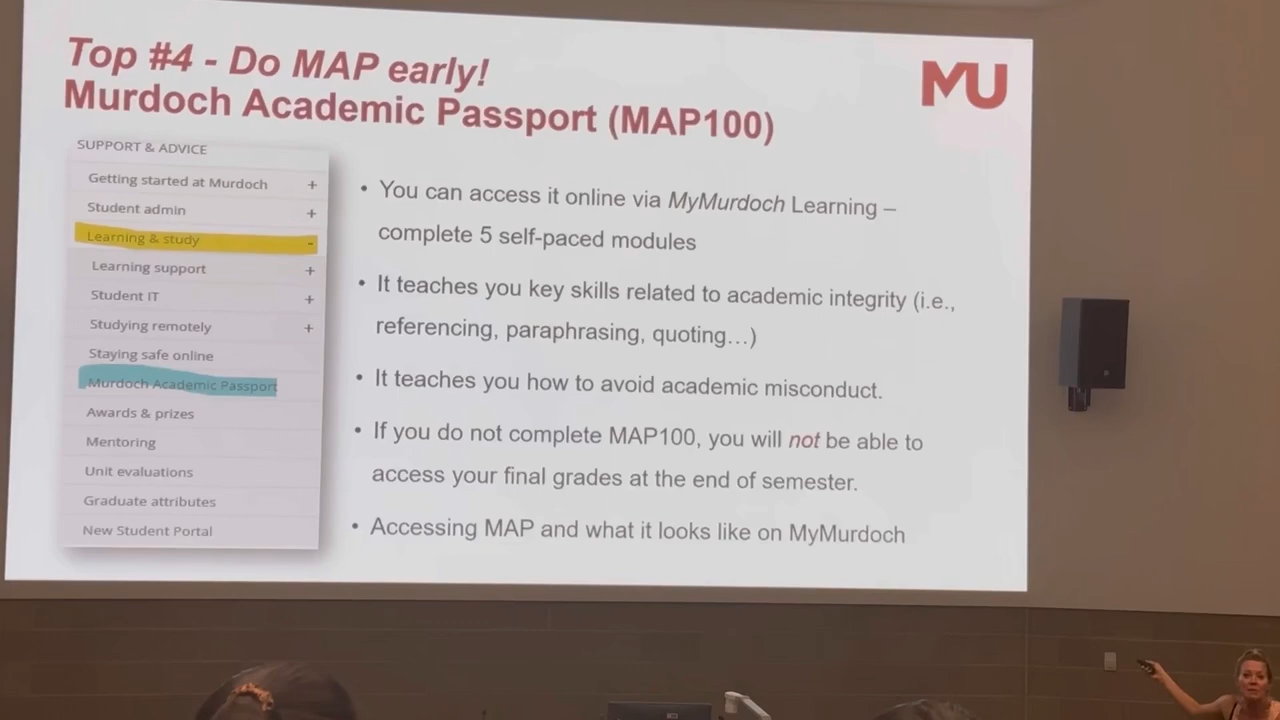 Top #4 - Do MAP early!
Murdoch Academic Passport (MAP100)
MU
SUPPORT & ADVICE
Getting started at Murdoch +
Student admin +
Learning & study -
Learning support +
Student IT +
Studying remotely +
Staying safe online
Murdoch Academic Passport
Awards & prizes
Mentoring
Unit evaluations
Graduate attributes
New Student Portal
• You can access it online via MyMurdoch Learning –
complete 5 self-paced modules
• It teaches you key skills related to academic integrity (i.e.,
referencing, paraphrasing, quoting…)
• It teaches you how to avoid academic misconduct.
• If you do not complete MAP100, you will not be able to
access your final grades at the end of semester.
• Accessing MAP and what it looks like on MyMurdoch